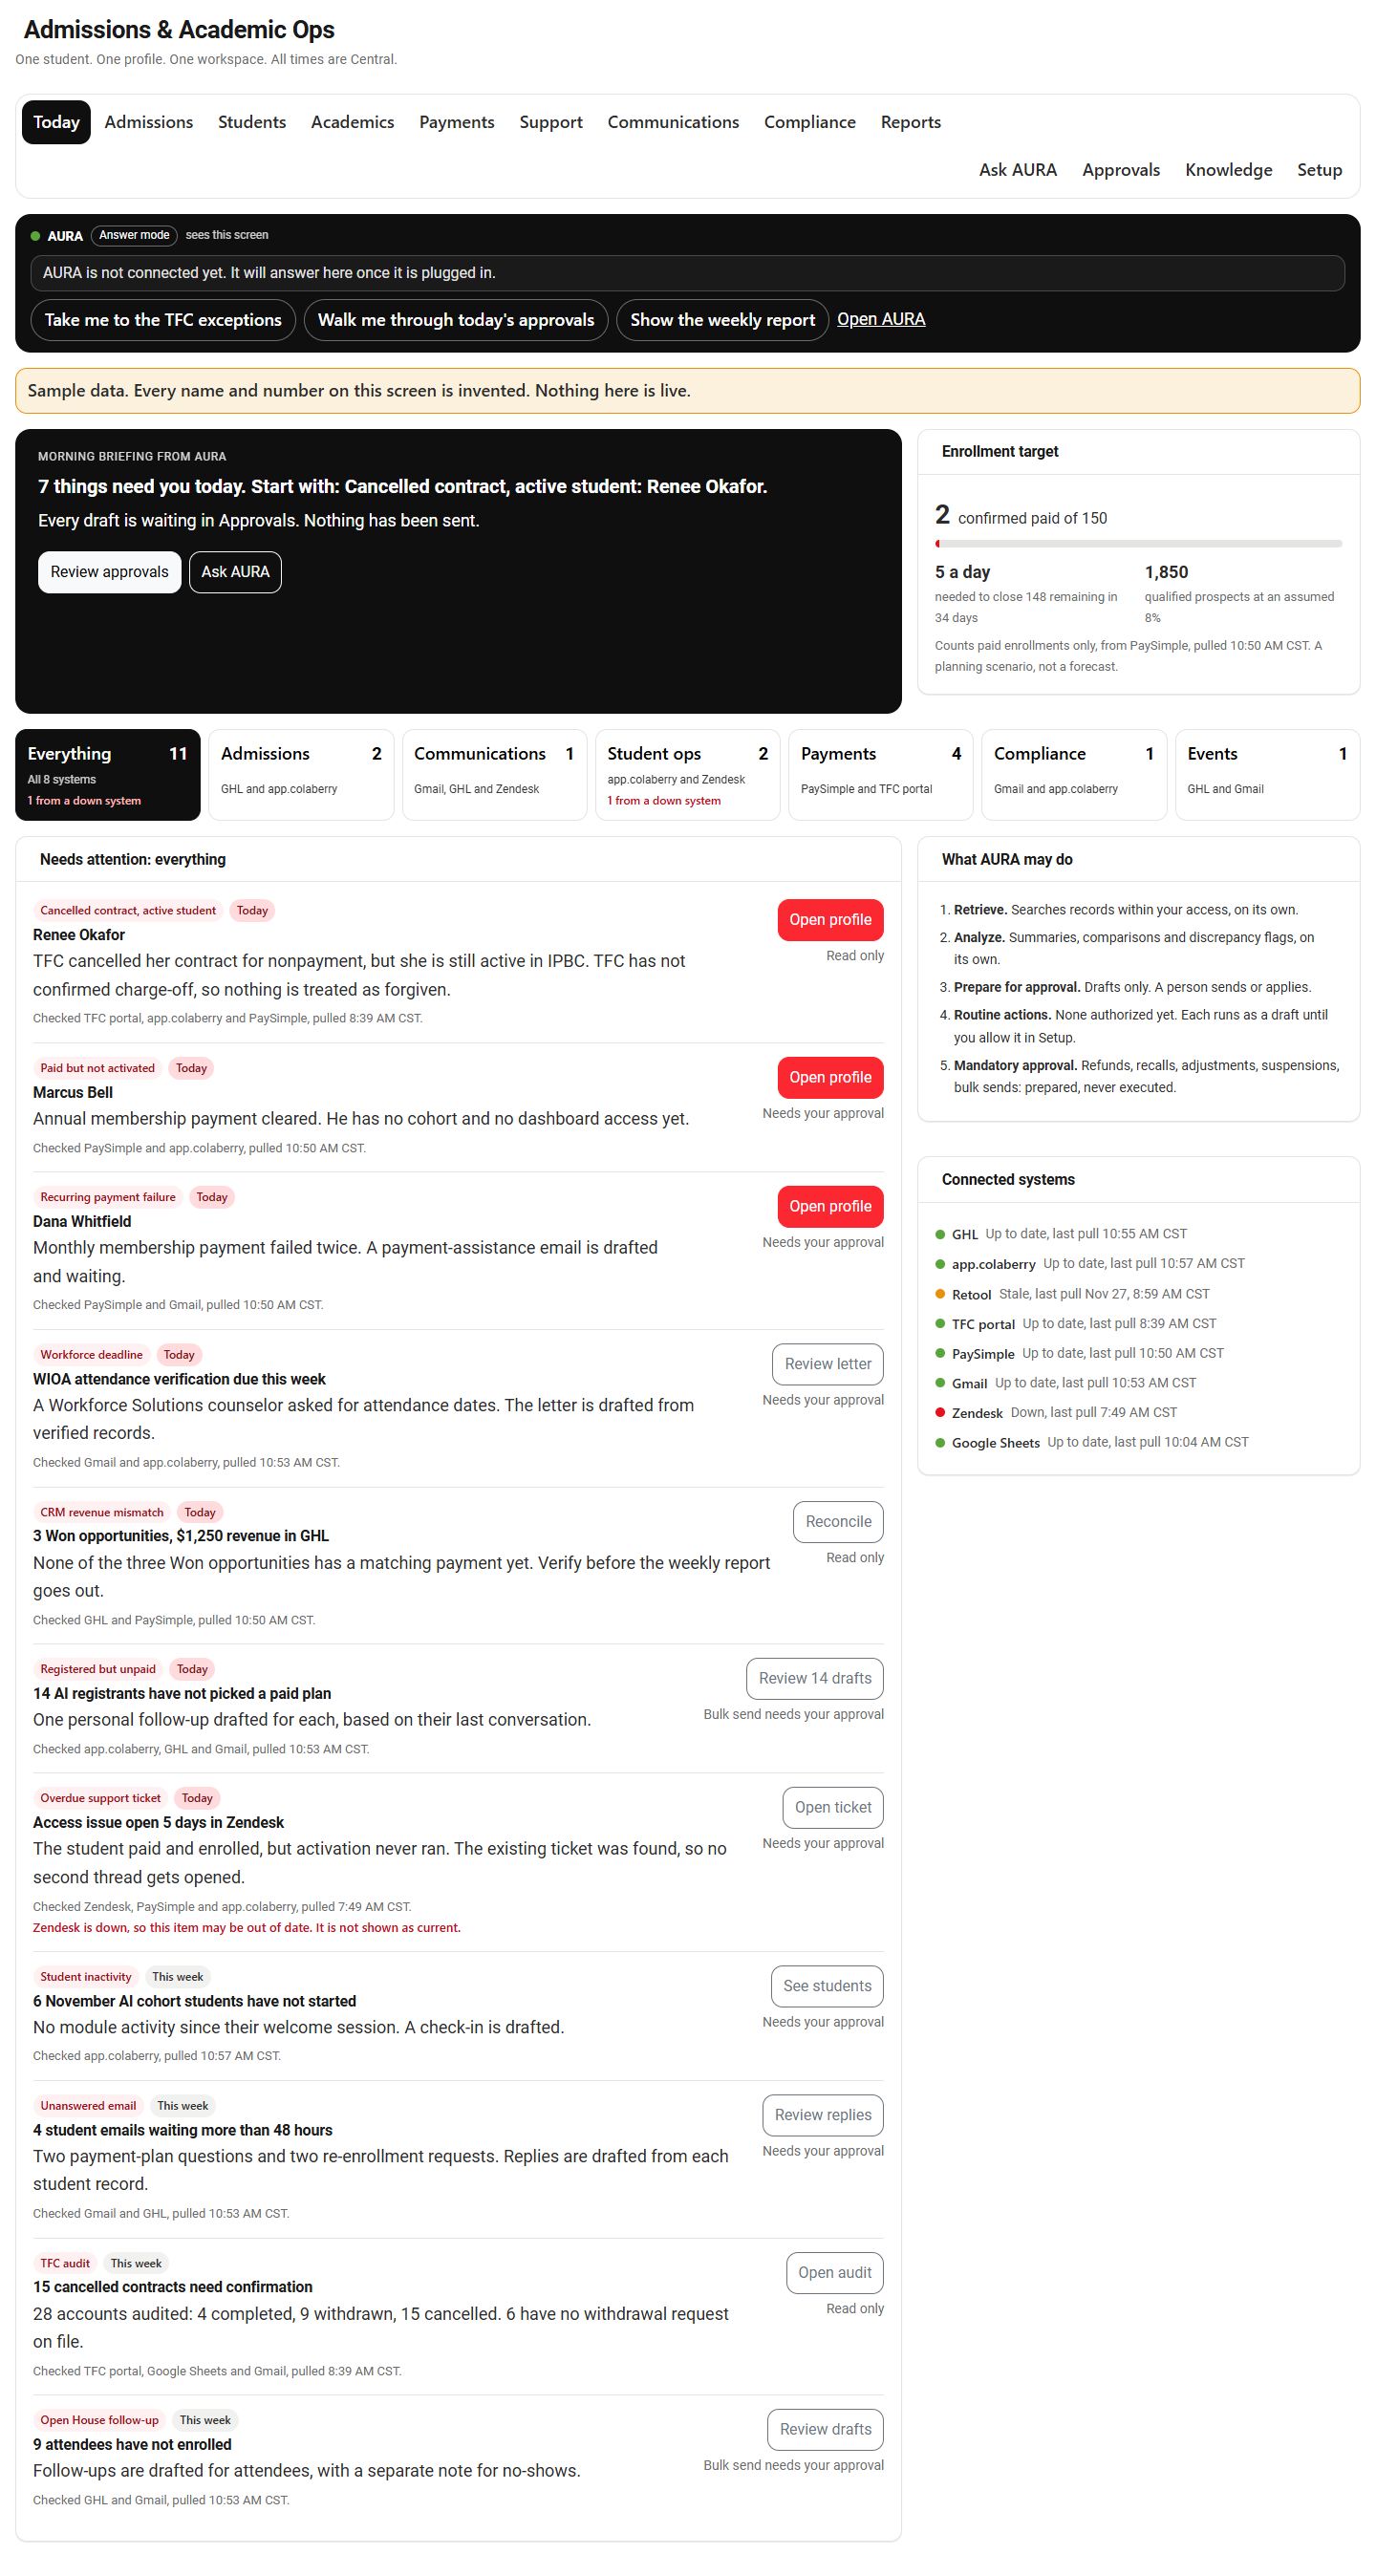 Admissions & Academic Ops
One student. One profile. One workspace. All times are Central.
Today
Admissions
Students
Academics
Payments
Support
Communications
Compliance
Reports
Ask AURA
Approvals
Knowledge
Setup
AURA
Answer mode
sees this screen
AURA is not connected yet. It will answer here once it is plugged in.
Take me to the TFC exceptions
Walk me through today's approvals
Show the weekly report
Open AURA
Sample data. Every name and number on this screen is invented. Nothing here is live.
MORNING BRIEFING FROM AURA
7 things need you today. Start with: Cancelled contract, active student: Renee Okafor.
Every draft is waiting in Approvals. Nothing has been sent.
Review approvals
Ask AURA
Enrollment target
2 confirmed paid of 150
5 a day
needed to close 148 remaining in
34 days
1,850
qualified prospects at an assumed
8%
Counts paid enrollments only, from PaySimple, pulled 10:50 AM CST. A
planning scenario, not a forecast.
Everything 11
All 8 systems
1 from a down system
Admissions 2
GHL and app.colaberry
Communications 1
Gmail, GHL and Zendesk
Student ops 2
app.colaberry and Zendesk
1 from a down system
Payments 4
PaySimple and TFC portal
Compliance 1
Gmail and app.colaberry
Events 1
GHL and Gmail
Needs attention: everything
Cancelled contract, active student
Today
Renee Okafor
TFC cancelled her contract for nonpayment, but she is still active in IPBC. TFC has not
confirmed charge-off, so nothing is treated as forgiven.
Checked TFC portal, app.colaberry and PaySimple, pulled 8:39 AM CST.
Open profile
Read only
Paid but not activated
Today
Marcus Bell
Annual membership payment cleared. He has no cohort and no dashboard access yet.
Checked PaySimple and app.colaberry, pulled 10:50 AM CST.
Open profile
Needs your approval
Recurring payment failure
Today
Dana Whitfield
Monthly membership payment failed twice. A payment-assistance email is drafted
and waiting.
Checked PaySimple and Gmail, pulled 10:50 AM CST.
Open profile
Needs your approval
Workforce deadline
Today
WIOA attendance verification due this week
A Workforce Solutions counselor asked for attendance dates. The letter is drafted from
verified records.
Checked Gmail and app.colaberry, pulled 10:53 AM CST.
Review letter
Needs your approval
CRM revenue mismatch
Today
3 Won opportunities, $1,250 revenue in GHL
None of the three Won opportunities has a matching payment yet. Verify before the weekly report
goes out.
Checked GHL and PaySimple, pulled 10:50 AM CST.
Reconcile
Read only
Registered but unpaid
Today
14 AI registrants have not picked a paid plan
One personal follow-up drafted for each, based on their last conversation.
Checked app.colaberry, GHL and Gmail, pulled 10:53 AM CST.
Review 14 drafts
Bulk send needs your approval
Overdue support ticket
Today
Access issue open 5 days in Zendesk
The student paid and enrolled, but activation never ran. The existing ticket was found, so no
second thread gets opened.
Checked Zendesk, PaySimple and app.colaberry, pulled 7:49 AM CST.
Zendesk is down, so this item may be out of date. It is not shown as current.
Open ticket
Needs your approval
Student inactivity
This week
6 November AI cohort students have not started
No module activity since their welcome session. A check-in is drafted.
Checked app.colaberry, pulled 10:57 AM CST.
See students
Needs your approval
Unanswered email
This week
4 student emails waiting more than 48 hours
Two payment-plan questions and two re-enrollment requests. Replies are drafted from each
student record.
Checked Gmail and GHL, pulled 10:53 AM CST.
Review replies
Needs your approval
TFC audit
This week
15 cancelled contracts need confirmation
28 accounts audited: 4 completed, 9 withdrawn, 15 cancelled. 6 have no withdrawal request
on file.
Checked TFC portal, Google Sheets and Gmail, pulled 8:39 AM CST.
Open audit
Read only
Open House follow-up
This week
9 attendees have not enrolled
Follow-ups are drafted for attendees, with a separate note for no-shows.
Checked GHL and Gmail, pulled 10:53 AM CST.
Review drafts
Bulk send needs your approval
What AURA may do
1. Retrieve. Searches records within your access, on its own.
2. Analyze. Summaries, comparisons and discrepancy flags, on
its own.
3. Prepare for approval. Drafts only. A person sends or applies.
4. Routine actions. None authorized yet. Each runs as a draft until
you allow it in Setup.
5. Mandatory approval. Refunds, recalls, adjustments, suspensions,
bulk sends: prepared, never executed.
Connected systems
GHL Up to date, last pull 10:55 AM CST
app.colaberry Up to date, last pull 10:57 AM CST
Retool Stale, last pull Nov 27, 8:59 AM CST
TFC portal Up to date, last pull 8:39 AM CST
PaySimple Up to date, last pull 10:50 AM CST
Gmail Up to date, last pull 10:53 AM CST
Zendesk Down, last pull 7:49 AM CST
Google Sheets Up to date, last pull 10:04 AM CST